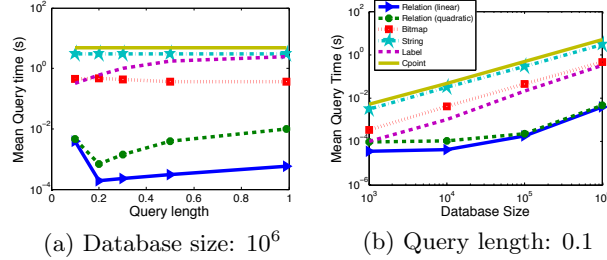 Mean Query time (s)
10^2
10^0
10^-2
10^-4
0 0.2 0.4 0.6 0.8 1
Query length
(a) Database size: 10^6
Relation (linear)
Relation (quadratic)
Bitmap
String
Label
Cpoint
Mean Query Time (s)
10^2
10^0
10^-2
10^-4
10^-6
10^3 10^4 10^5 10
Database Size
(b) Query length: 0.1